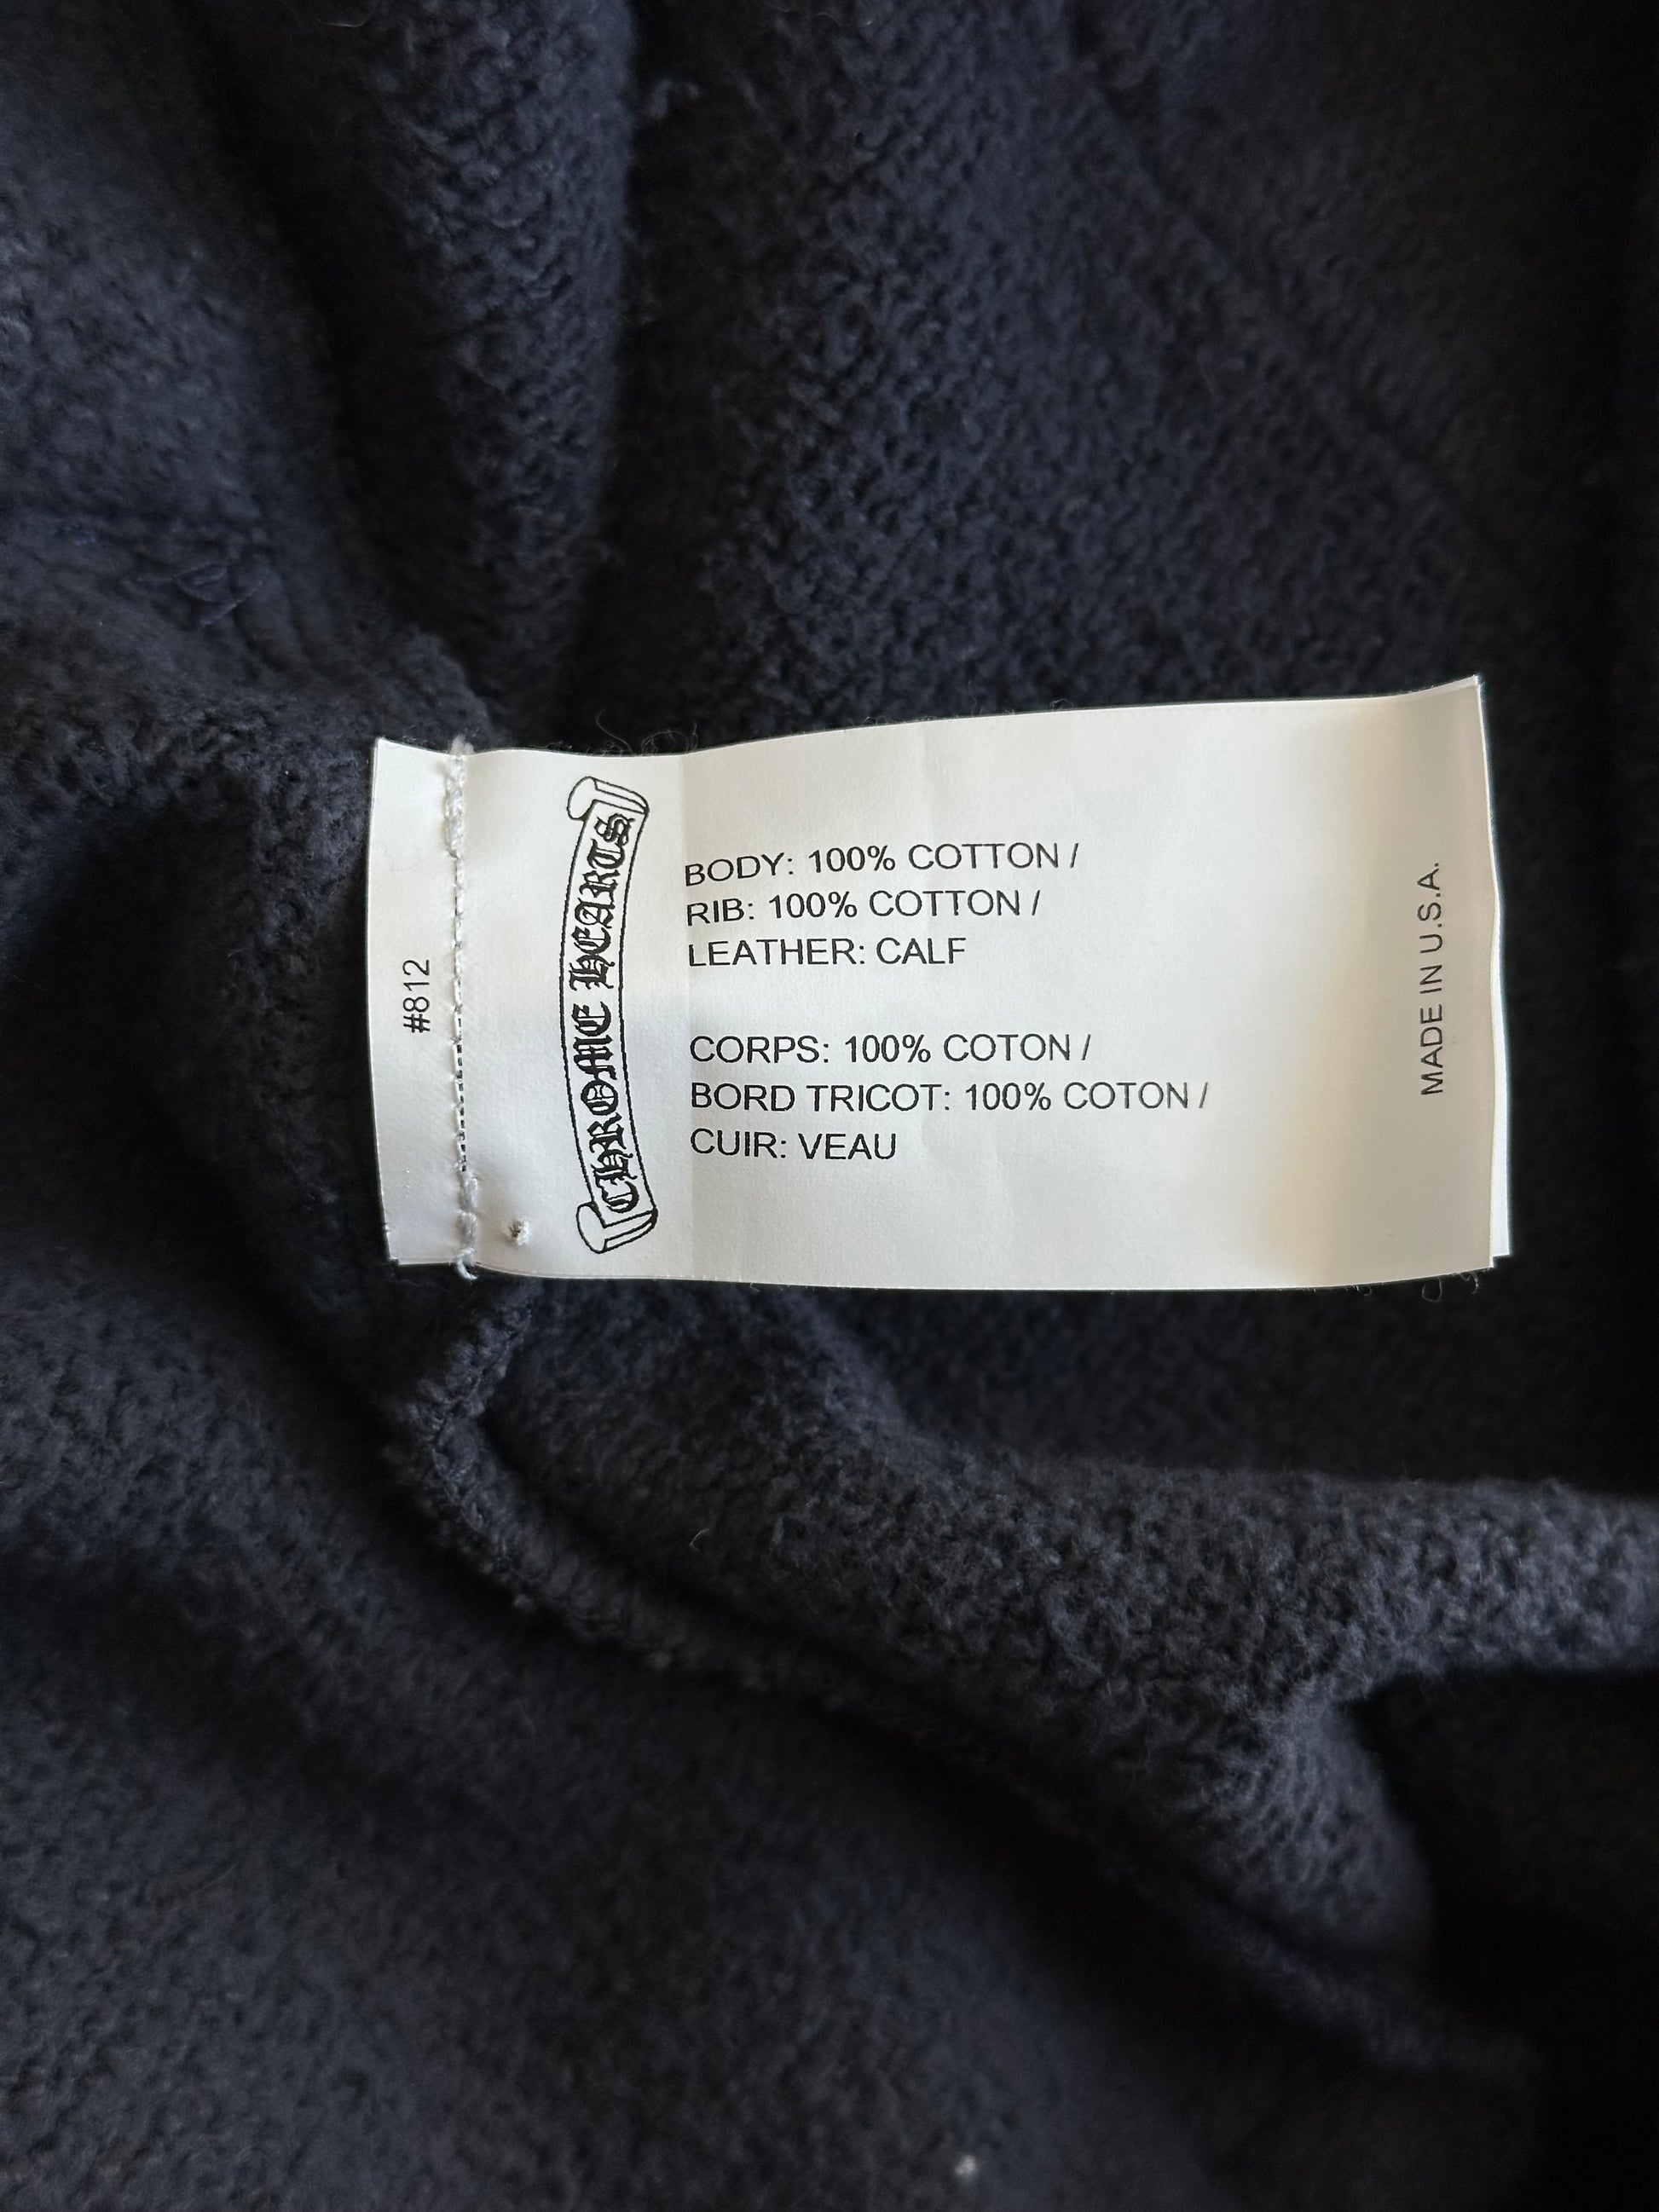 #812
CHROME HEARTS
BODY: 100% COTTON /
RIB: 100% COTTON /
LEATHER: CALF
CORPS: 100% COTON /
BORD TRICOT: 100% COTON /
CUIR: VEAU
MADE IN U.S.A.